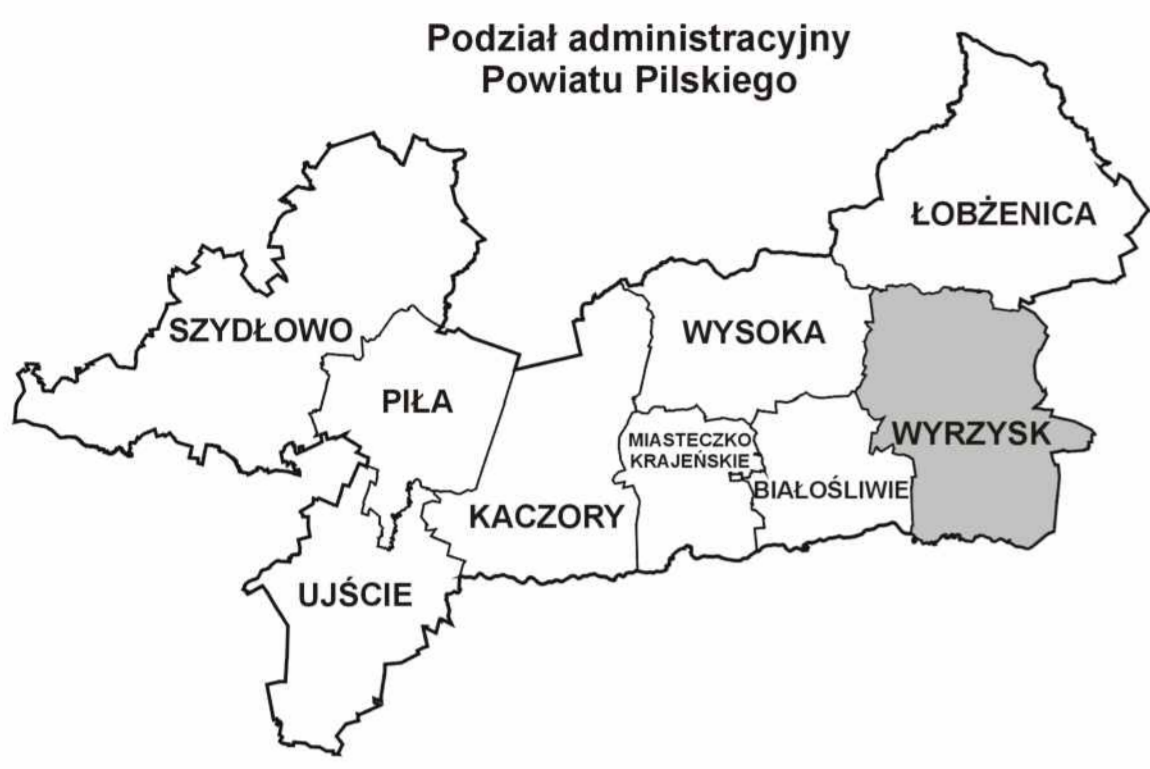 Podział administracyjny
Powiatu Pilskiego
ŁOBŻENICA
SZYDŁOWO
WYSOKA
PIŁA
WYRZYSK
MIASTECZKO
KRAJEŃSKIE
BIAŁOŚLIWIE
KACZORY
UJŚCIE